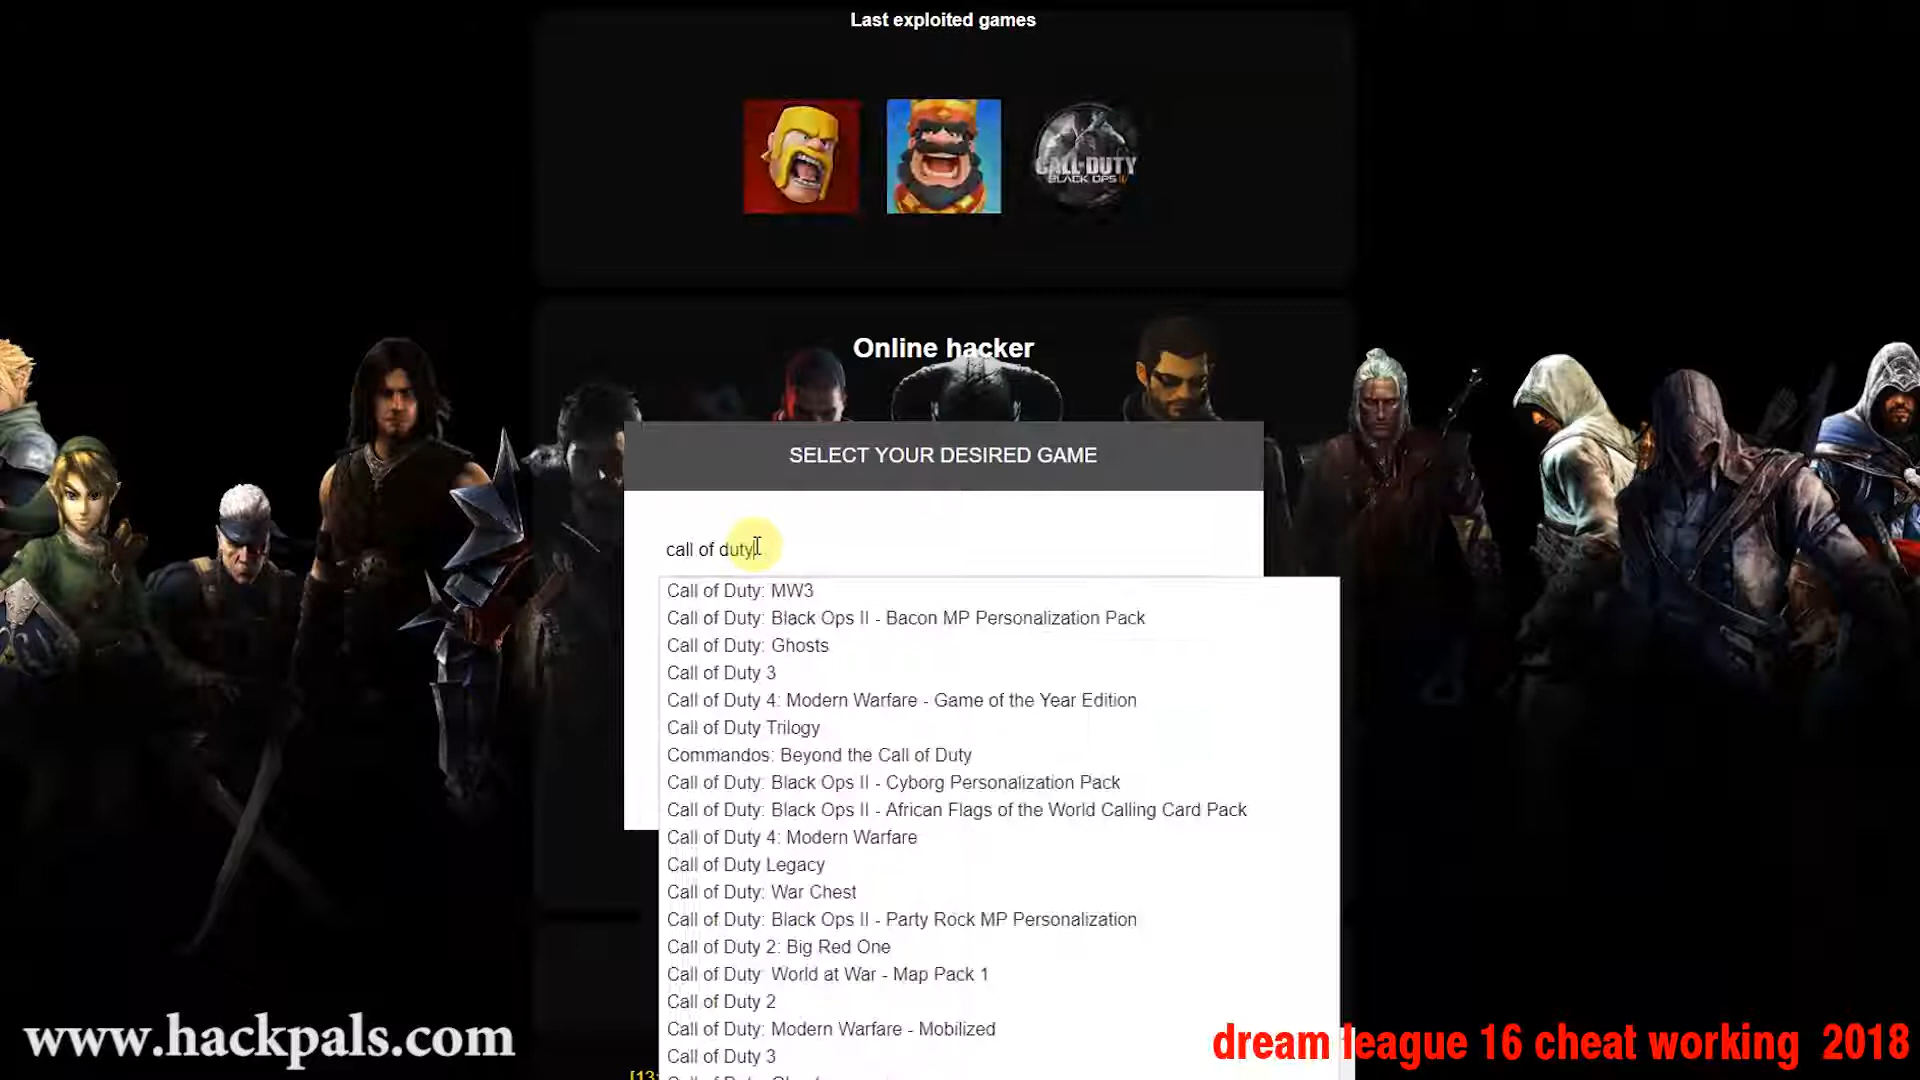 Last exploited games
CALL OF DUTY
BLACK OPS II
Online hacker
SELECT YOUR DESIRED GAME
call of duty
Call of Duty: MW3
Call of Duty: Black Ops II - Bacon MP Personalization Pack
Call of Duty: Ghosts
Call of Duty 3
Call of Duty 4: Modern Warfare - Game of the Year Edition
Call of Duty Trilogy
Commandos: Beyond the Call of Duty
Call of Duty: Black Ops II - Cyborg Personalization Pack
Call of Duty: Black Ops II - African Flags of the World Calling Card Pack
Call of Duty 4: Modern Warfare
Call of Duty Legacy
Call of Duty: War Chest
Call of Duty: Black Ops II - Party Rock MP Personalization
Call of Duty 2: Big Red One
Call of Duty: World at War - Map Pack 1
Call of Duty 2
Call of Duty: Modern Warfare - Mobilized
Call of Duty 3
www.hackpals.com
dream league 16 cheat working 2018
[13: